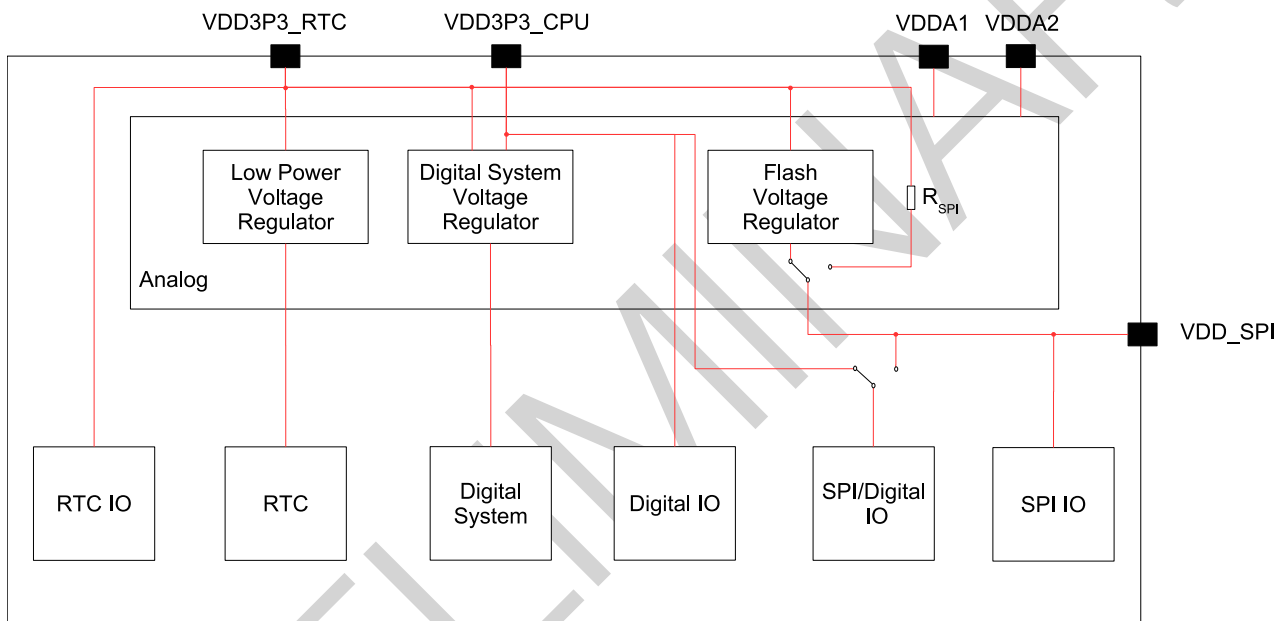 VDD3P3_RTC
VDD3P3_CPU
VDDA1
VDDA2
Low Power
Voltage
Regulator
Digital System
Voltage
Regulator
Flash
Voltage
Regulator
RSPI
Analog
VDD_SPI
RTC IO
RTC
Digital
System
Digital IO
SPI/Digital
IO
SPI IO